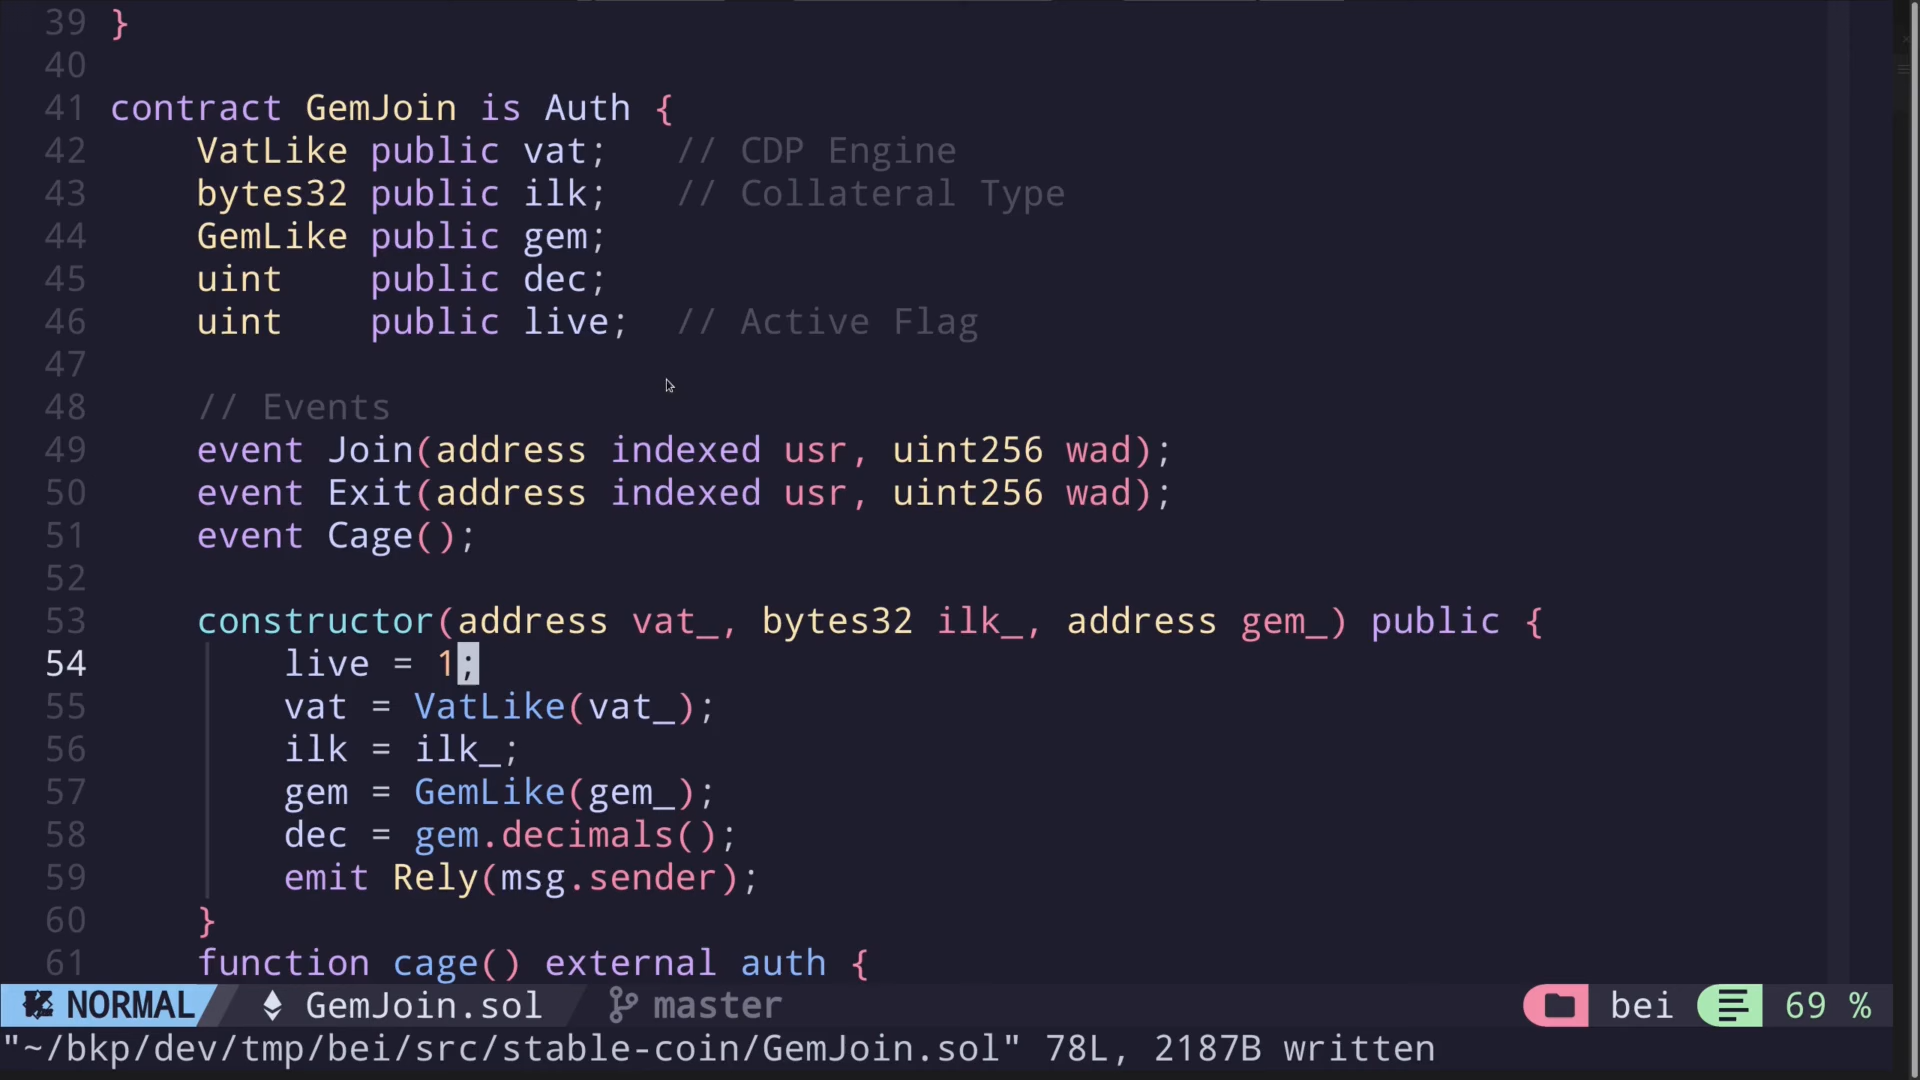 39 }
40
41 contract GemJoin is Auth {
42     VatLike public vat;   // CDP Engine
43     bytes32 public ilk;   // Collateral Type
44     GemLike public gem;
45     uint    public dec;
46     uint    public live;  // Active Flag
47
48     // Events
49     event Join(address indexed usr, uint256 wad);
50     event Exit(address indexed usr, uint256 wad);
51     event Cage();
52
53     constructor(address vat_, bytes32 ilk_, address gem_) public {
54         live = 1;
55         vat = VatLike(vat_);
56         ilk = ilk_;
57         gem = GemLike(gem_);
58         dec = gem.decimals();
59         emit Rely(msg.sender);
60     }
61     function cage() external auth {
NORMAL GemJoin.sol master bei 69 %
"~/bkp/dev/tmp/bei/src/stable-coin/GemJoin.sol" 78L, 2187B written